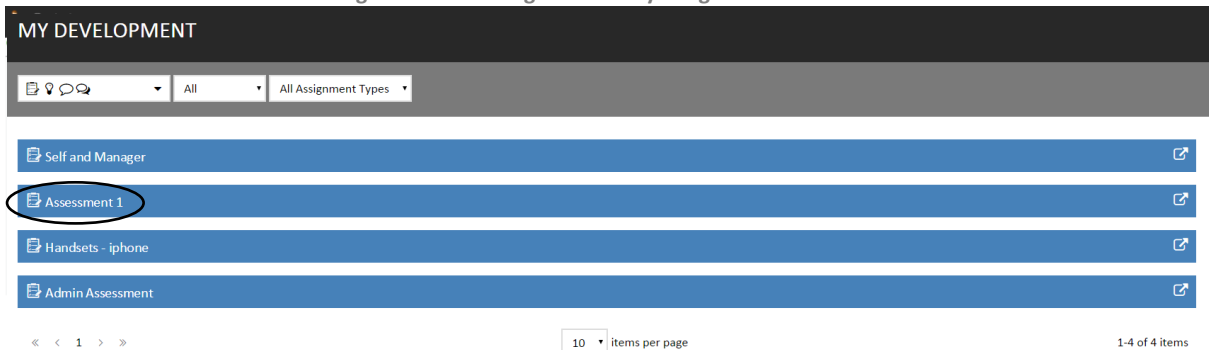 MY DEVELOPMENT
All All Assignment Types
Self and Manager
Assessment 1
Handsets - iphone
Admin Assessment
« < 1 > » 10 items per page 1-4 of 4 items